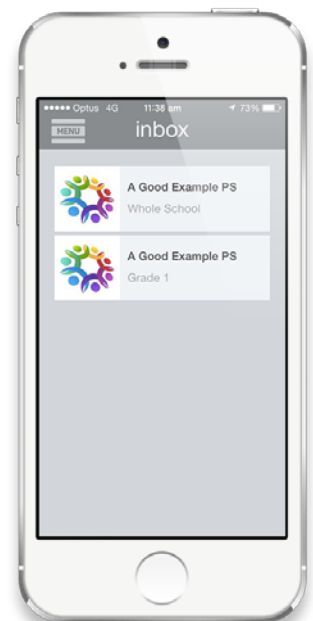 ●●●●● Optus 4G 11:38 am 73%
MENU inbox
A Good Example PS
Whole School
A Good Example PS
Grade 1